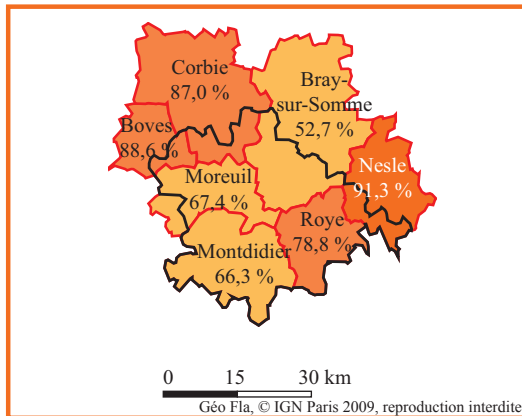 Corbie
87,0 %
Bray-
sur-Somme
52,7 %
Boves
88,6 %
Nesle
91,3 %
Moreuil
67,4 %
Roye
78,8 %
Montdidier
66,3 %
0 15 30 km
Géo Fla, © IGN Paris 2009, reproduction interdite